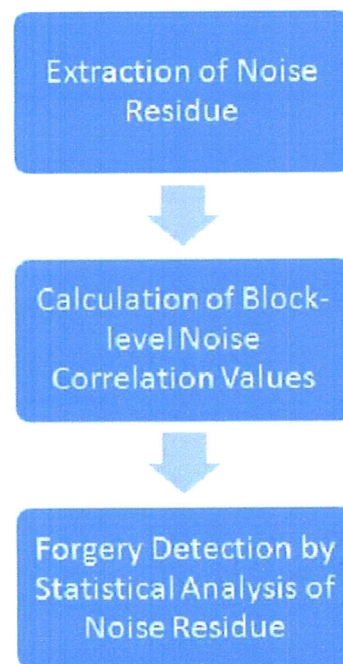 Extraction of Noise
Residue
Calculation of Block-
level Noise
Correlation Values
Forgery Detection by
Statistical Analysis of
Noise Residue